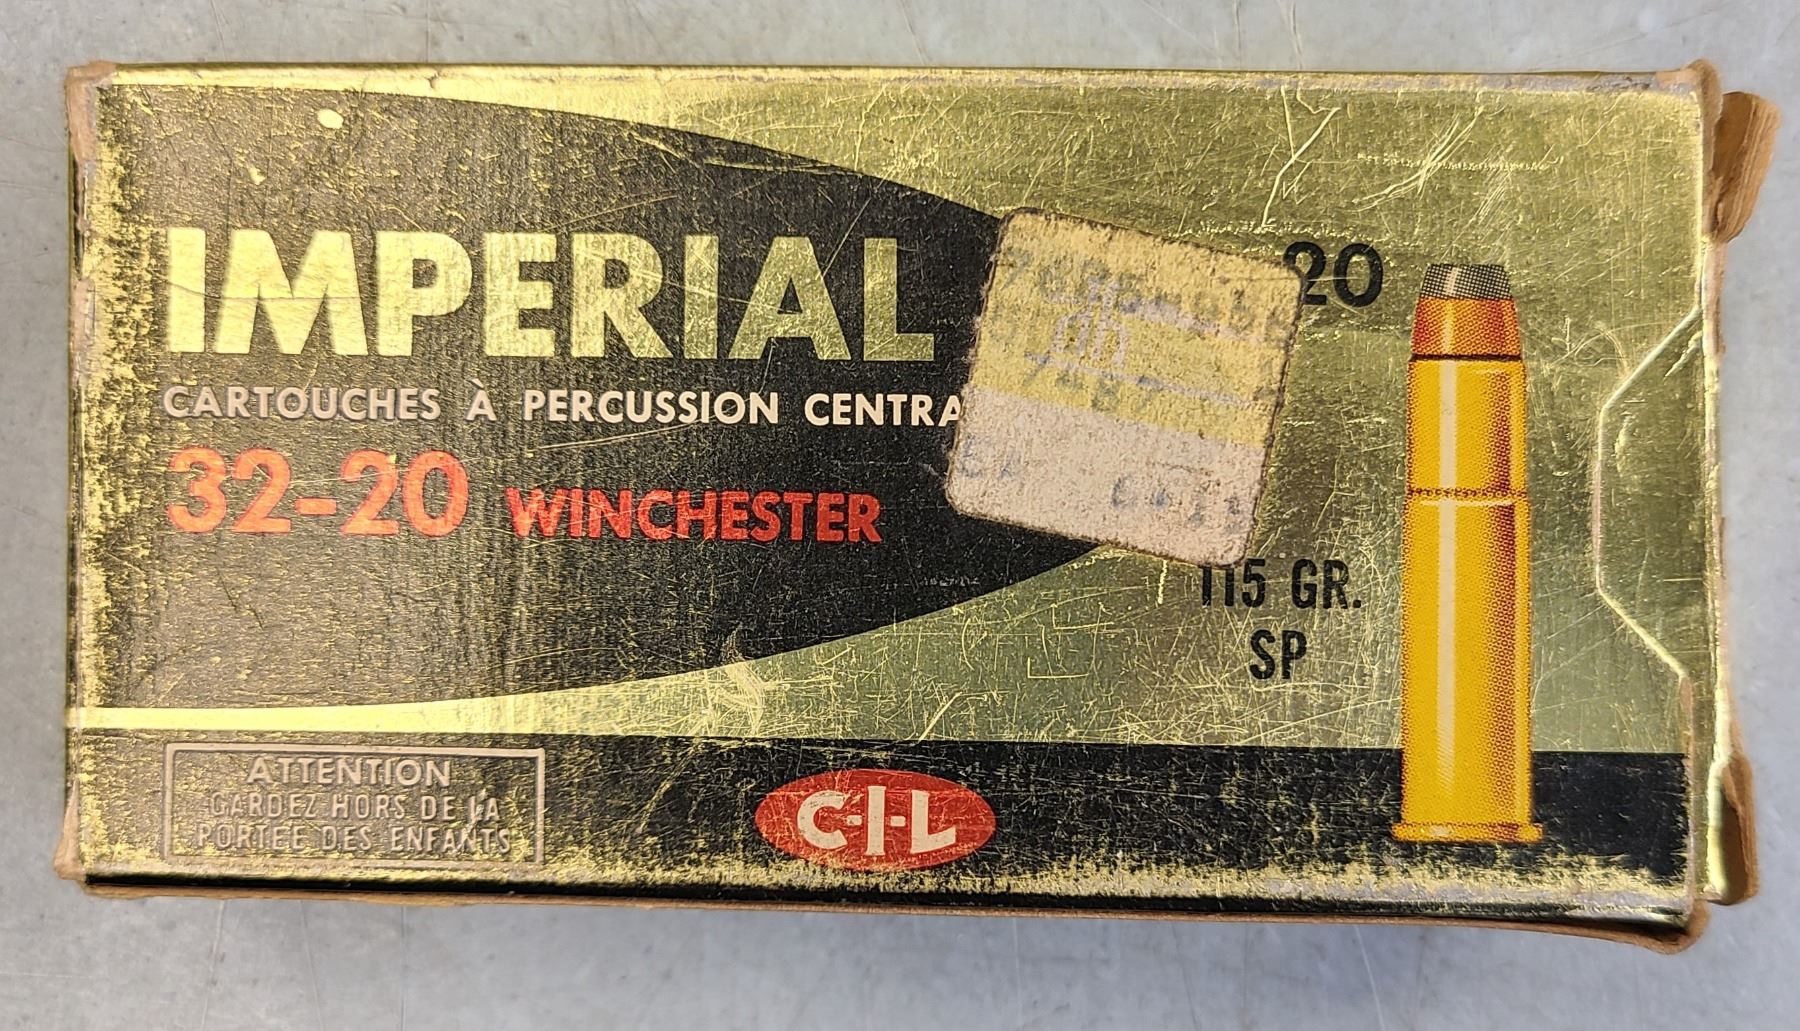 IMPERIAL
CARTOUCHES À PERCUSSION CENTRA
32-20 WINCHESTER
20
115 GR.
SP
ATTENTION
GARDEZ HORS DE LA
PORTEE DES ENFANTS
C-I-L